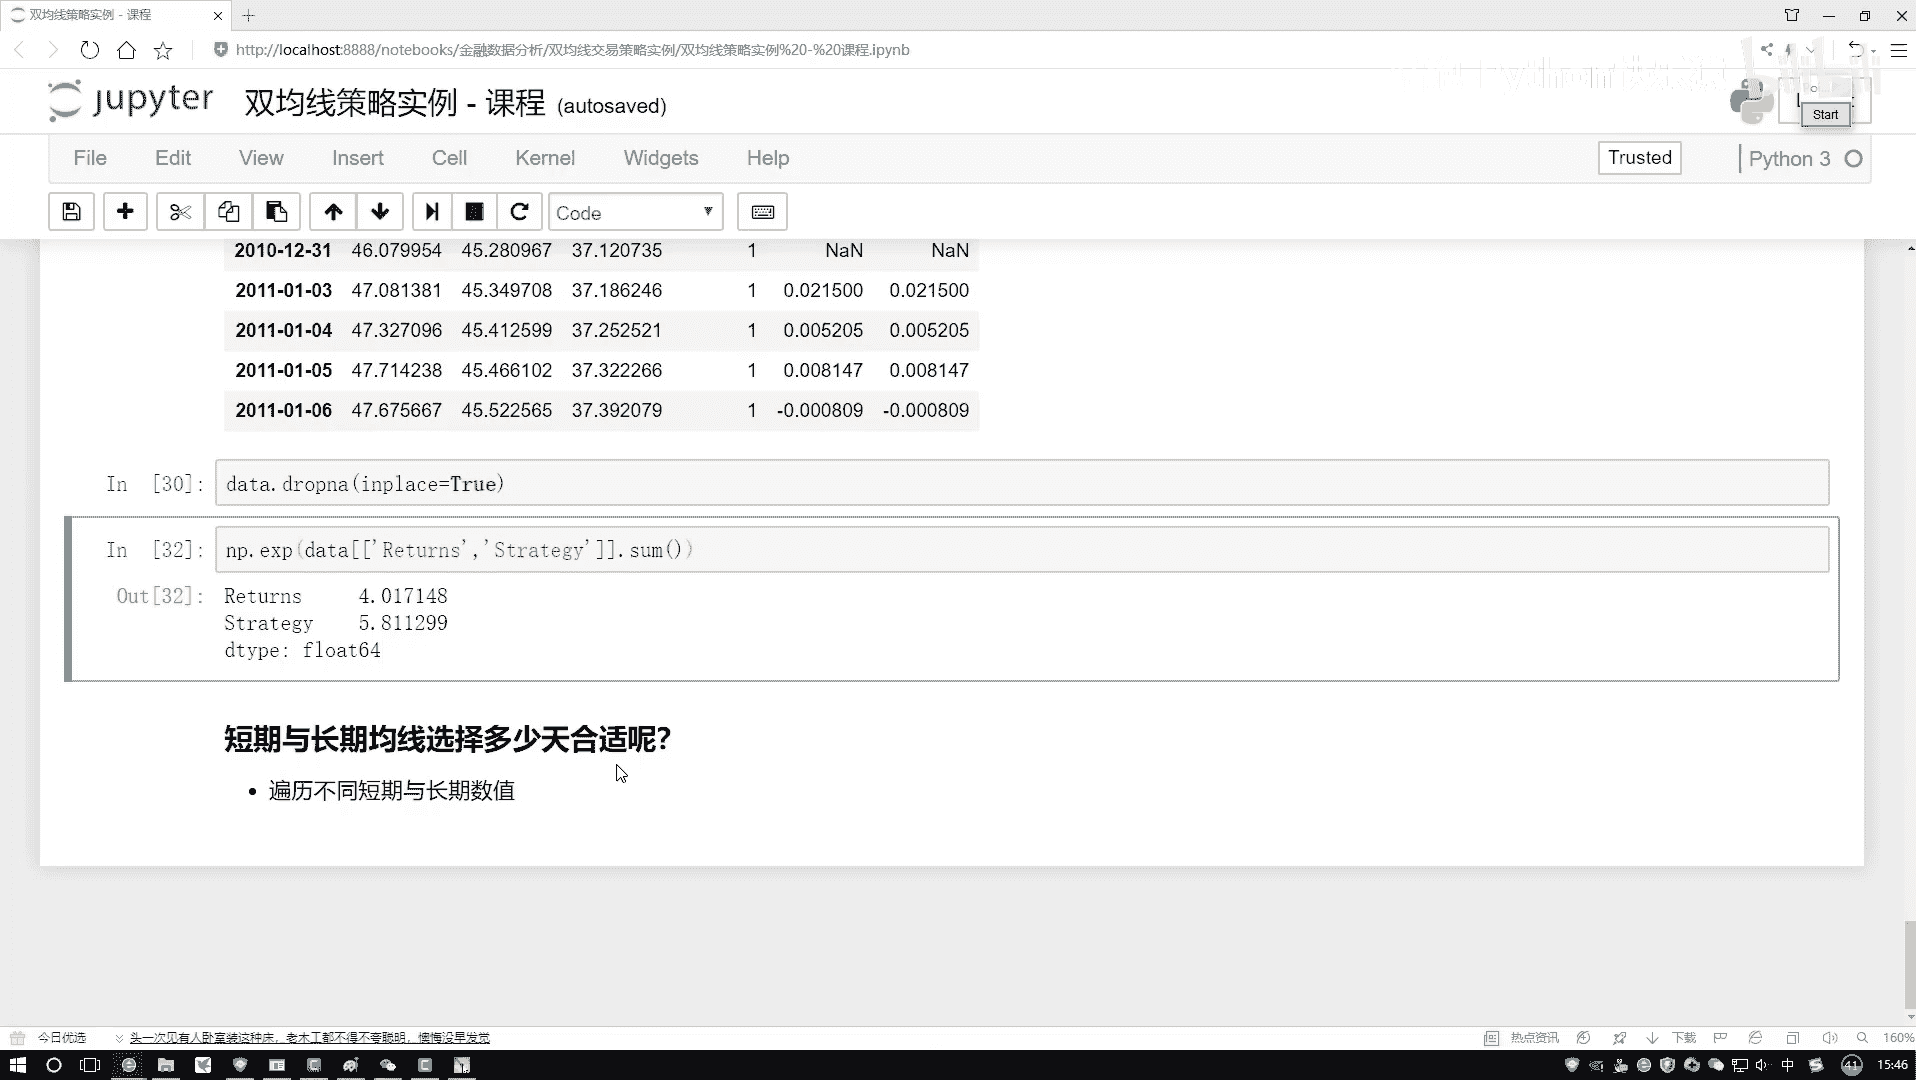 双均线策略实例 - 课程
http://localhost:8888/notebooks/金融数据分析/双均线交易策略实例/双均线策略实例%20-%20课程.ipynb
jupyter 双均线策略实例 - 课程 (autosaved)
Start
File Edit View Insert Cell Kernel Widgets Help Trusted Python 3
Code
2010-12-31 46.079954 45.280967 37.120735 1 NaN NaN
2011-01-03 47.081381 45.349708 37.186246 1 0.021500 0.021500
2011-01-04 47.327096 45.412599 37.252521 1 0.005205 0.005205
2011-01-05 47.714238 45.466102 37.322266 1 0.008147 0.008147
2011-01-06 47.675667 45.522565 37.392079 1 -0.000809 -0.000809
In [30]: data.dropna(inplace=True)
In [32]: np.exp(data[['Returns','Strategy']].sum())
Out[32]: Returns 4.017148
Strategy 5.811299
dtype: float64
短期与长期均线选择多少天合适呢?
• 遍历不同短期与长期数值
今日优选 头一次见有人卧室装这种床，老木工都不得不夸聪明，懊悔没早发觉 热点资讯 下载 160%
中 41 15:46